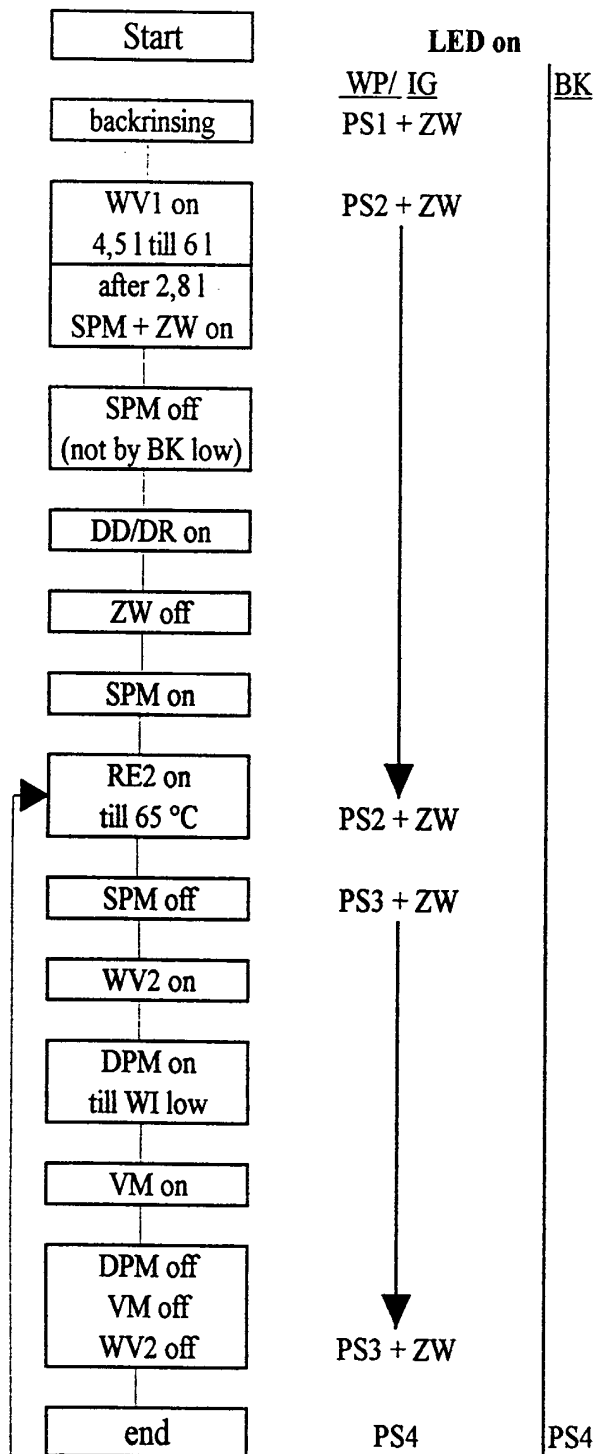 Start
LED on
WP/ IG
BK
backrinsing
PS1 + ZW
WV1 on
4,5 l till 6 l
PS2 + ZW
after 2,8 l
SPM + ZW on
SPM off
(not by BK low)
DD/DR on
ZW off
SPM on
RE2 on
till 65 °C
PS2 + ZW
SPM off
PS3 + ZW
WV2 on
DPM on
till WI low
VM on
DPM off
VM off
WV2 off
PS3 + ZW
end
PS4
PS4